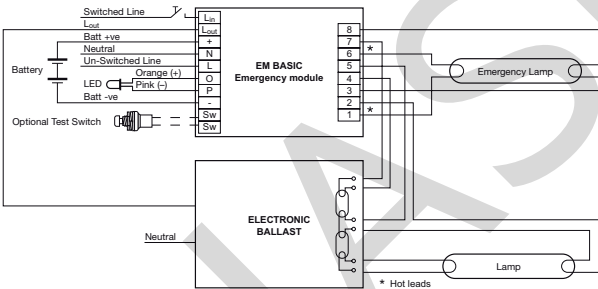 Switched Line
Lin
Lout
Lout
8
Batt +ve
+
7
Neutral
N
6
*
Un-Switched Line
L
5
Battery
Orange (+)
O
EM BASIC
Emergency module
4
Emergency Lamp
LED
Pink (–)
P
3
Batt -ve
-
2
Sw
1
*
Optional Test Switch
Sw
ELECTRONIC
BALLAST
Neutral
Lamp
* Hot leads